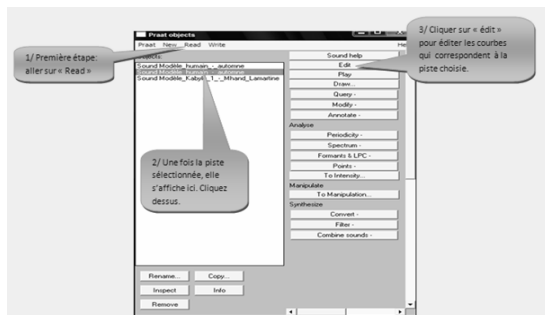 Praat objects
Praat New Read Write He
Objects:
Sound Modèle_humain_-_automne
Sound Modèle_humain_-_automne
Sound Modèle_Kabyle_1_-_Mhand_Lamartine
1/ Première étape:
aller sur « Read »
2/ Une fois la piste
sélectionnée, elle
s'affiche ici. Cliquez
dessus.
3/ Cliquer sur « édit »
pour éditer les courbes
qui correspondent à la
piste choisie.
Sound help
Edit
Play
Draw...
Query -
Modify -
Annotate -
Analyse
Periodicity -
Spectrum -
Formants & LPC -
Points -
To Intensity...
Manipulate
To Manipulation...
Synthesize
Convert -
Filter -
Combine sounds -
Rename... Copy...
Inspect Info
Remove